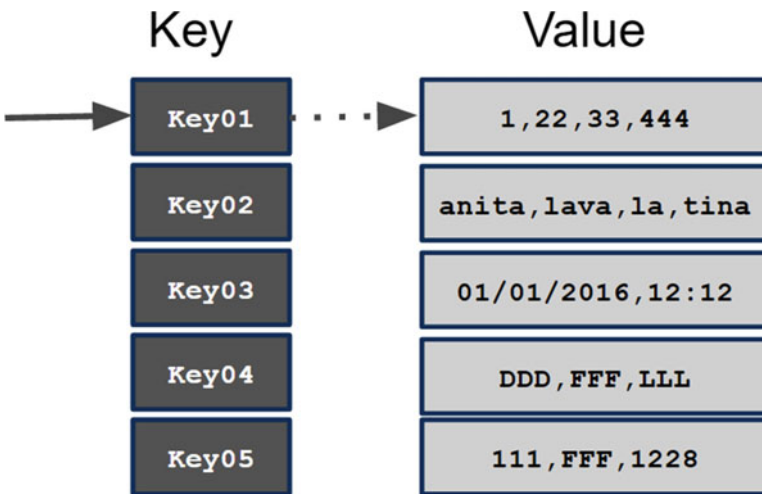 Key Value
Key01 1,22,33,444
Key02 anita,lava,la,tina
Key03 01/01/2016,12:12
Key04 DDD,FFF,LLL
Key05 111,FFF,1228